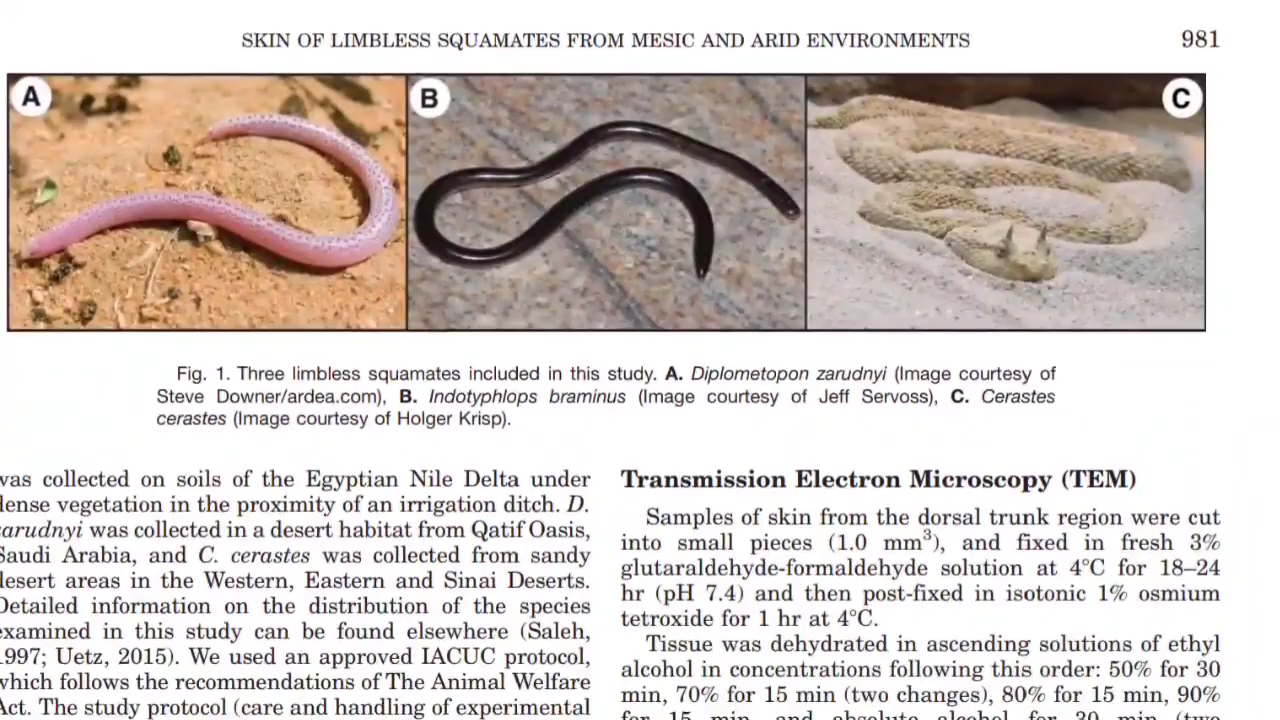 SKIN OF LIMBLESS SQUAMATES FROM MESIC AND ARID ENVIRONMENTS 981
A
B
C
Fig. 1. Three limbless squamates included in this study. A. Diplometopon zarudnyi (Image courtesy of
Steve Downer/ardea.com), B. Indotyphlops braminus (Image courtesy of Jeff Servoss), C. Cerastes
cerastes (Image courtesy of Holger Krisp).
was collected on soils of the Egyptian Nile Delta under
dense vegetation in the proximity of an irrigation ditch. D.
zarudnyi was collected in a desert habitat from Qatif Oasis,
Saudi Arabia, and C. cerastes was collected from sandy
desert areas in the Western, Eastern and Sinai Deserts.
Detailed information on the distribution of the species
examined in this study can be found elsewhere (Saleh,
1997; Uetz, 2015). We used an approved IACUC protocol,
which follows the recommendations of The Animal Welfare
Act. The study protocol (care and handling of experimental
Transmission Electron Microscopy (TEM)
Samples of skin from the dorsal trunk region were cut
into small pieces (1.0 mm³), and fixed in fresh 3%
glutaraldehyde-formaldehyde solution at 4°C for 18–24
hr (pH 7.4) and then post-fixed in isotonic 1% osmium
tetroxide for 1 hr at 4°C.
Tissue was dehydrated in ascending solutions of ethyl
alcohol in concentrations following this order: 50% for 30
min, 70% for 15 min (two changes), 80% for 15 min, 90%
for 15 min, and absolute alcohol for 30 min (two